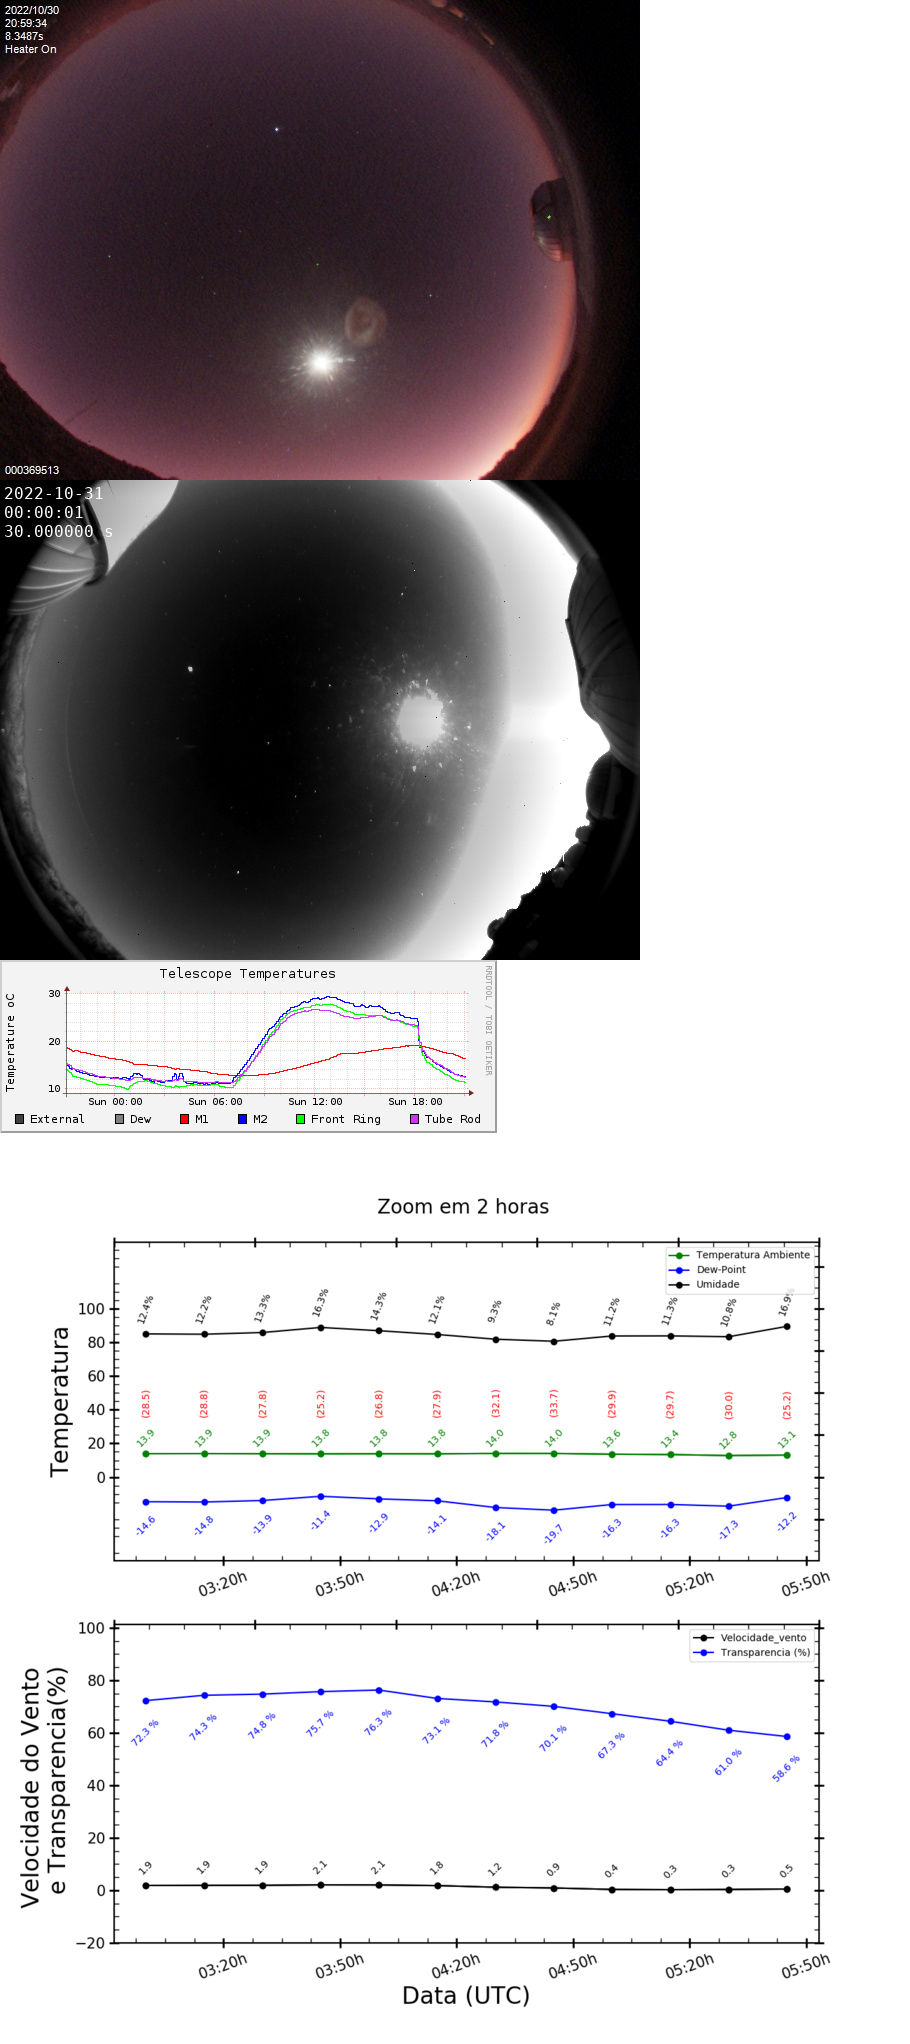 2022/10/30
20:59:34
8.3487s
Heater On
000369513
2022-10-31
00:00:01
30.000000 s
Telescope Temperatures
RRDTOOL / TOBI OETIKER
Temperature oC
30
20
10
Sun 00:00 Sun 06:00 Sun 12:00 Sun 18:00
External Dew M1 M2 Front Ring Tube Rod
Zoom em 2 horas
Temperatura Ambiente
Dew-Point
Umidade
Temperatura
100
80
60
40
20
0
12.4% 12.2% 13.3% 16.3% 14.3% 12.1% 9.3% 8.1% 11.2% 11.3% 10.8% 16.9%
(28.5) (28.8) (27.8) (25.2) (26.8) (27.9) (32.1) (33.7) (29.9) (29.7) (30.0) (25.2)
13.9 13.9 13.9 13.8 13.8 13.8 14.0 14.0 13.6 13.4 12.8 13.1
-14.6 -14.8 -13.9 -11.4 -12.9 -14.1 -18.1 -19.7 -16.3 -16.3 -17.3 -12.2
03:20h 03:50h 04:20h 04:50h 05:20h 05:50h
Velocidade_vento
Transparencia (%)
Velocidade do Vento
e Transparencia(%)
100
80
60
40
20
0
−20
72.3 % 74.3 % 74.8 % 75.7 % 76.3 % 73.1 % 71.8 % 70.1 % 67.3 % 64.4 % 61.0 % 58.6 %
1.9 1.9 1.9 2.1 2.1 1.8 1.2 0.9 0.4 0.3 0.3 0.5
03:20h 03:50h 04:20h 04:50h 05:20h 05:50h
Data (UTC)